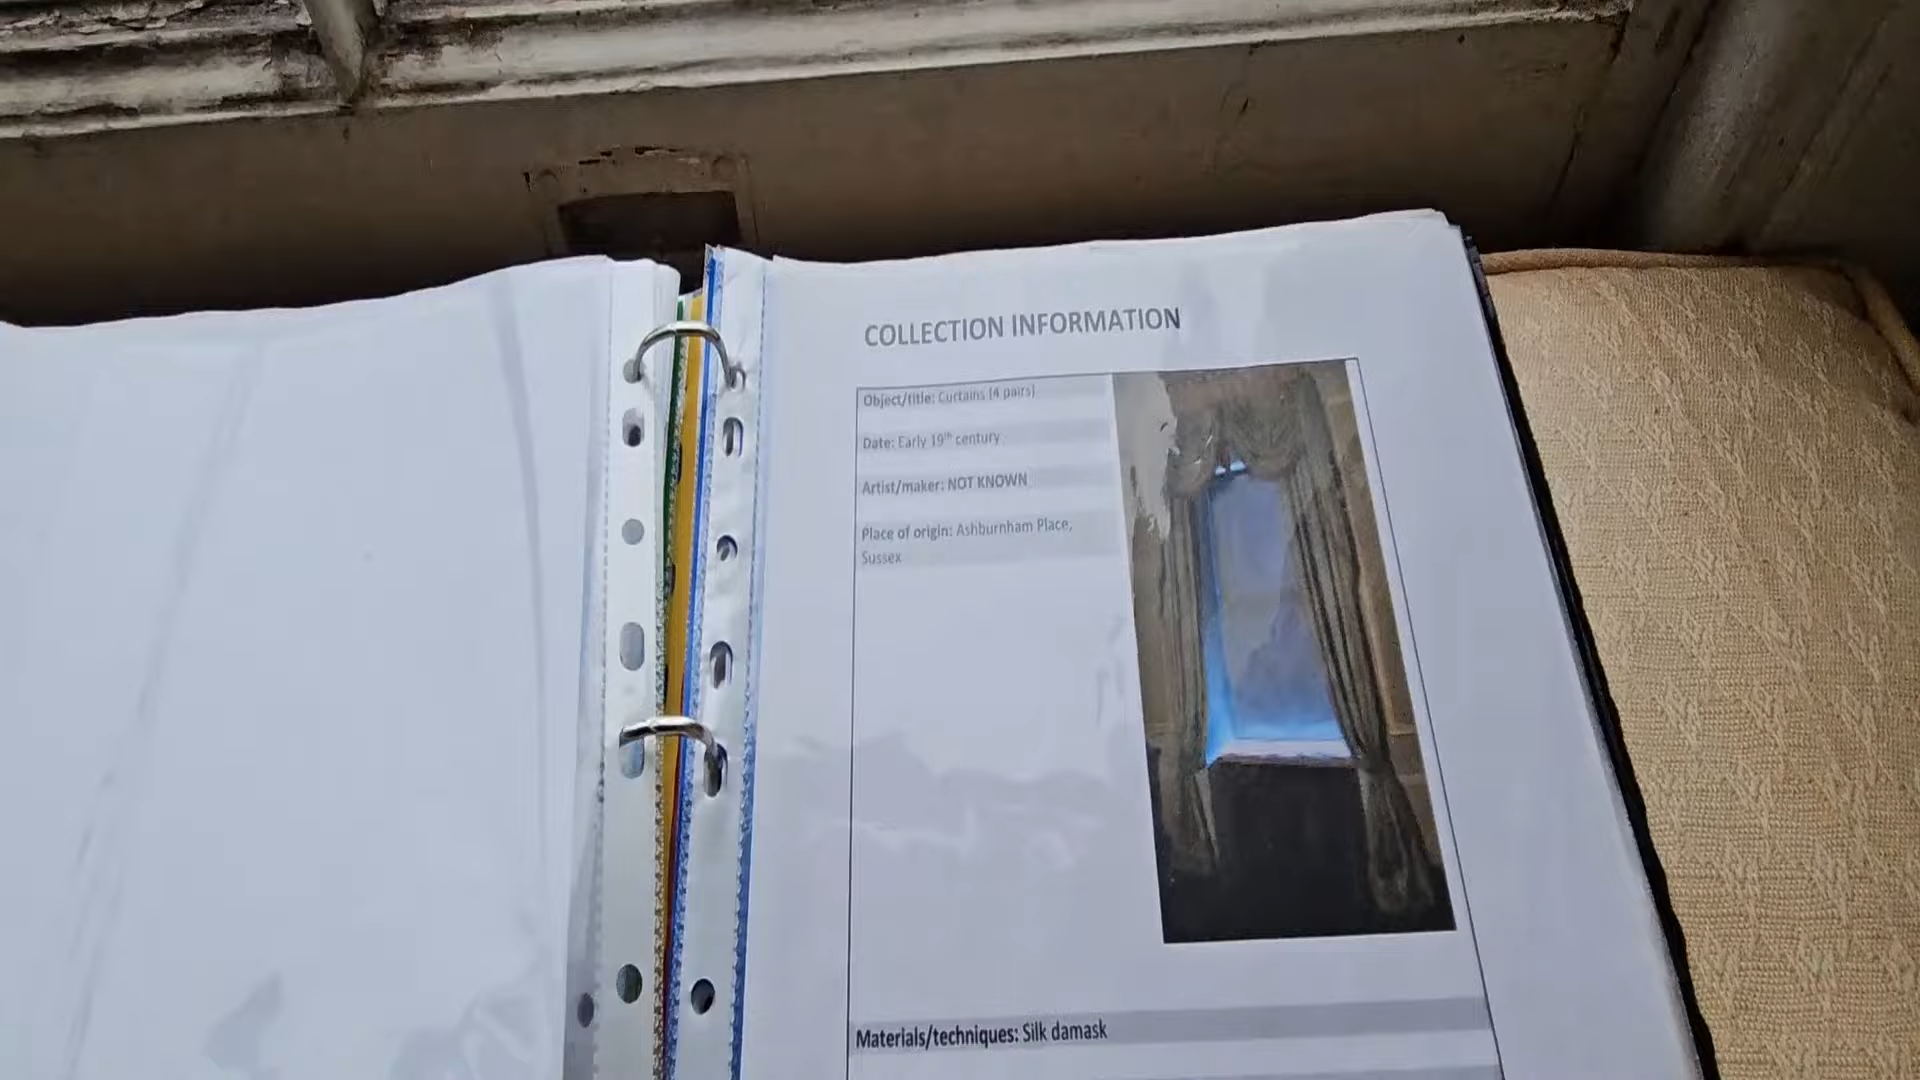 COLLECTION INFORMATION
Object/title: Curtains (4 pairs)
Date: Early 19th century
Artist/maker: NOT KNOWN
Place of origin: Ashburnham Place,
Sussex
Materials/techniques: Silk damask